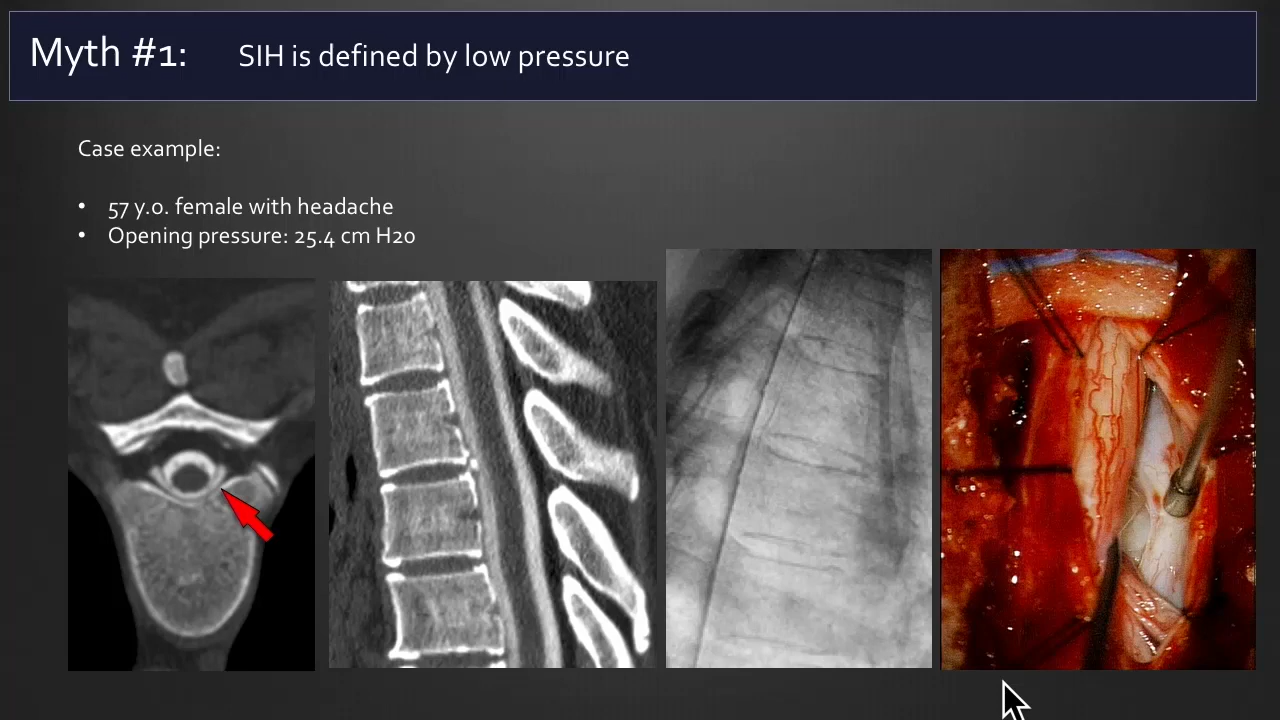 Myth #1: SIH is defined by low pressure
Case example:
• 57 y.o. female with headache
• Opening pressure: 25.4 cm H20